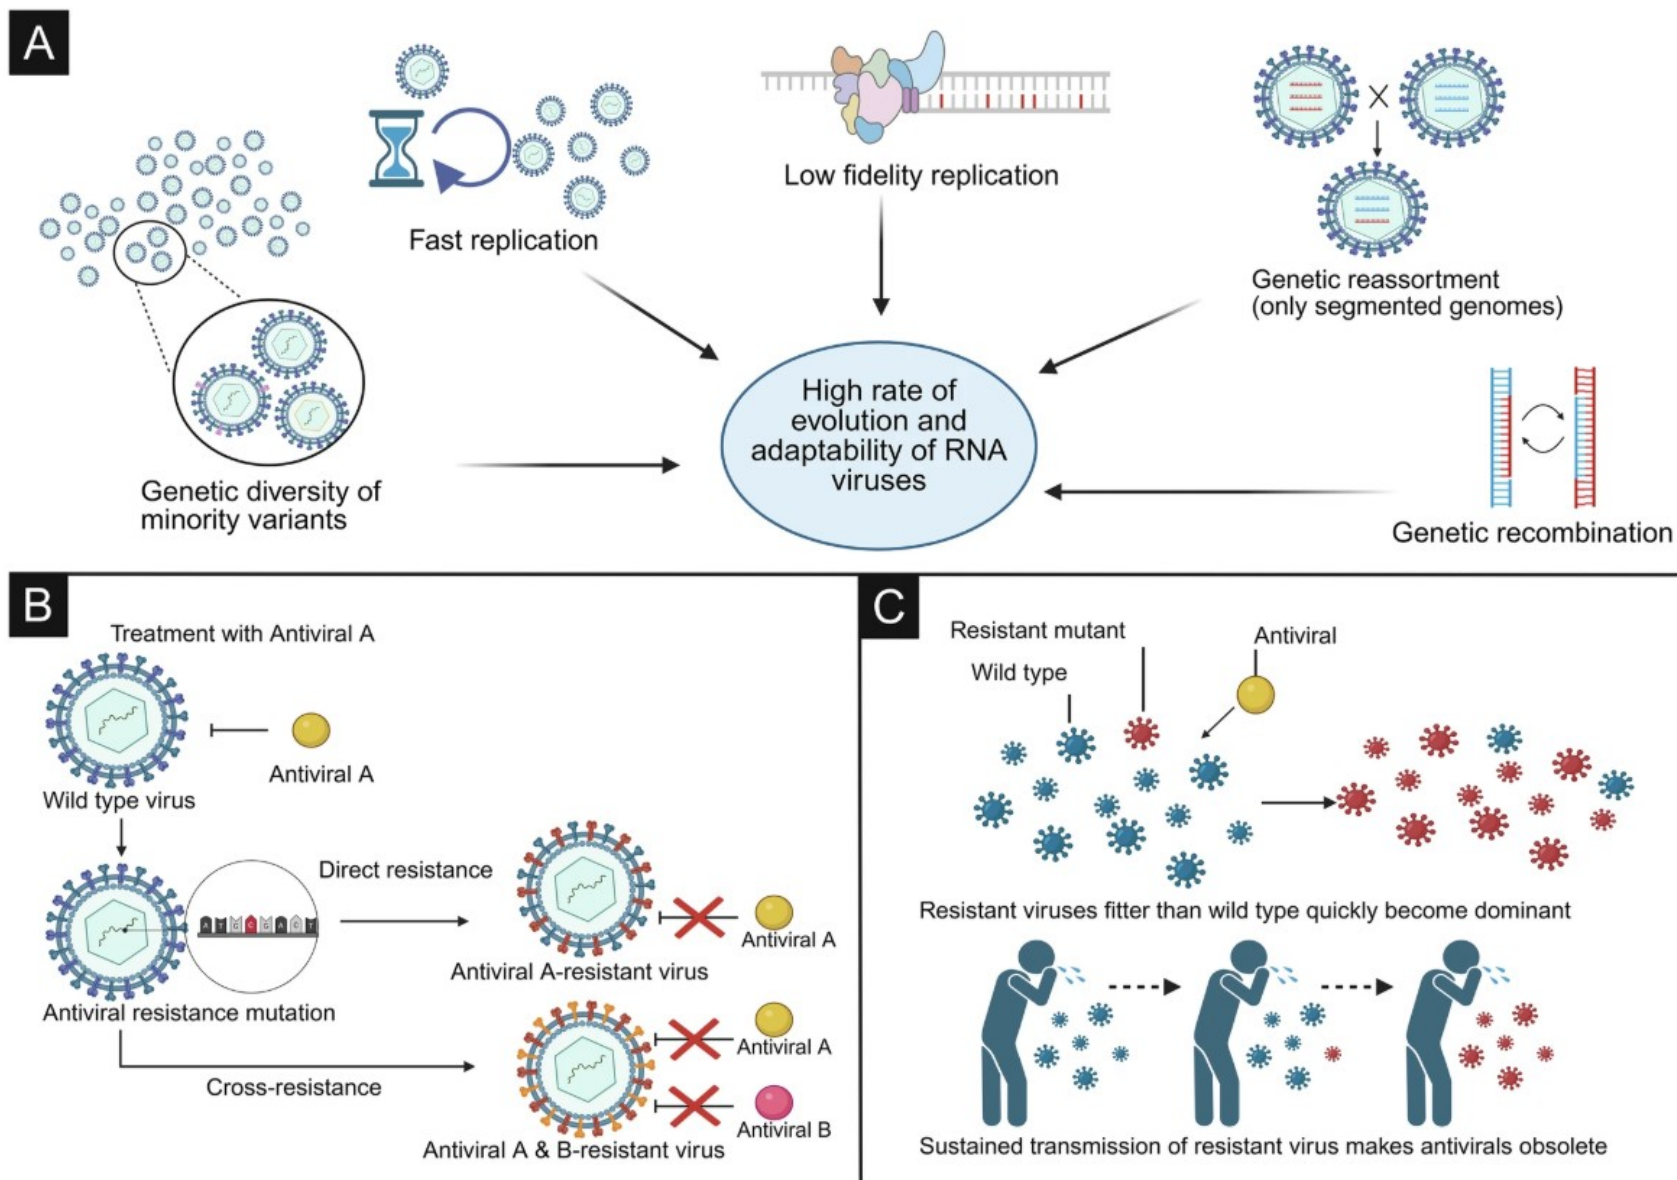 A
Fast replication
Low fidelity replication
Genetic reassortment
(only segmented genomes)
High rate of
evolution and
adaptability of RNA
viruses
Genetic diversity of
minority variants
Genetic recombination
B
Treatment with Antiviral A
Antiviral A
Wild type virus
A T G C G A C T
Direct resistance
Antiviral A
Antiviral A-resistant virus
Antiviral resistance mutation
Antiviral A
Cross-resistance
Antiviral B
Antiviral A & B-resistant virus
C
Resistant mutant
Antiviral
Wild type
Resistant viruses fitter than wild type quickly become dominant
Sustained transmission of resistant virus makes antivirals obsolete